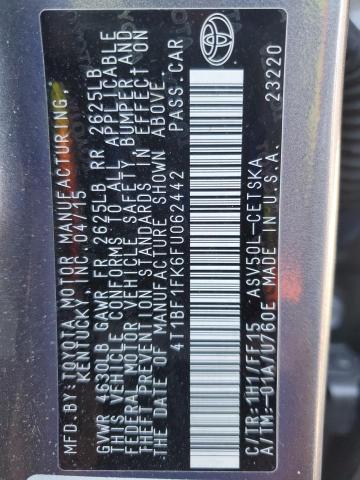 MFD. BY: TOYOTA MOTOR MANUFACTURING
KENTUCKY INC 04/15
GVWR 4630LB GAWR FR 2625LB RR 2625LB
THIS VEHICLE CONFORMS TO ALL APPLICABLE
FEDERAL MOTOR VEHICLE SAFETY, BUMPER AND
THEFT PREVENTION STANDARDS IN EFFECT ON
THE DATE OF MANUFACTURE SHOWN ABOVE.
4T1BF1FK6FU062442 PASS. CAR
C/TR: 1H1/FF15 ASV50L-CETSKA
A/TM: -01A/U760E MADE IN U.S.A. 23220